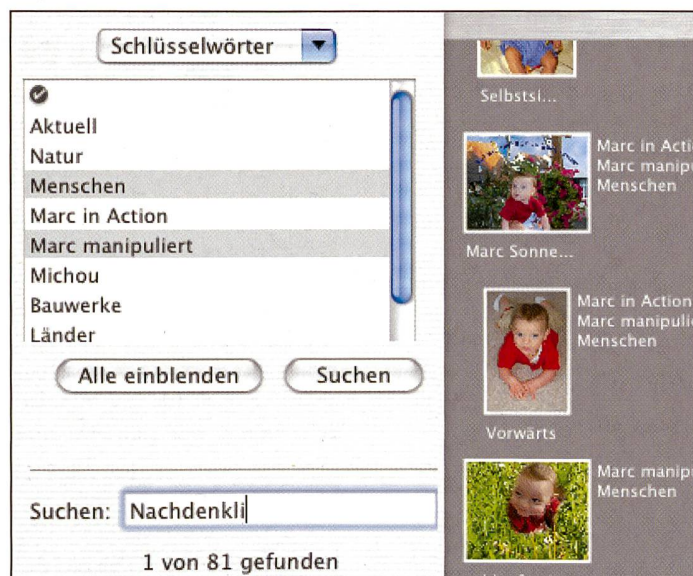 Schlüsselwörter
Aktuell
Natur
Menschen
Marc in Action
Marc manipuliert
Michou
Bauwerke
Länder
Alle einblenden
Suchen
Suchen:
Nachdenkli
1 von 81 gefunden
Selbstsi...
Marc in Actio
Marc manipu
Menschen
Marc Sonne...
Marc in Action
Marc manipulie
Menschen
Vorwärts
Marc manipu
Menschen